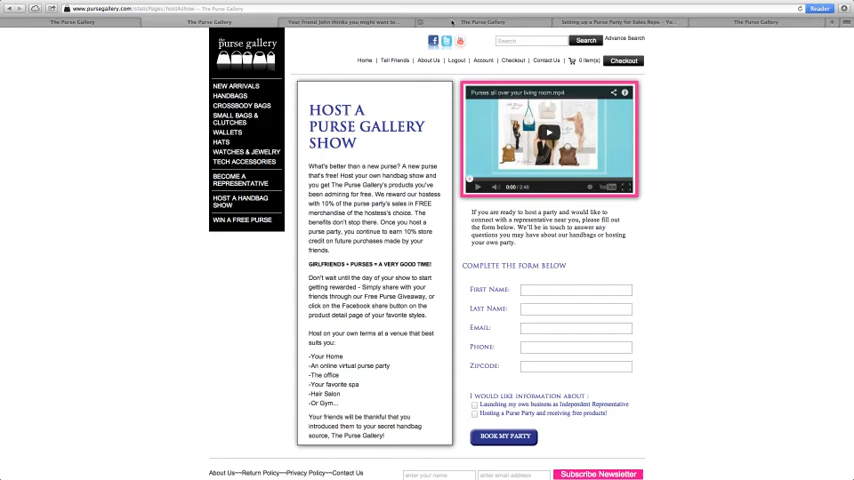 www.pursegallery.com/staticPages/hostAshow — The Purse Gallery
Reader
The Purse Gallery
The Purse Gallery
Your friend John thinks you might want to...
The Purse Gallery
Setting up a Purse Party for Sales Reps. - Yo...
The Purse Gallery
the
purse gallery
Search
Search
Advance Search
Home
Tell Friends
About Us
Logout
Account
Checkout
Contact Us
0 item(s)
Checkout
NEW ARRIVALS
HANDBAGS
CROSSBODY BAGS
SMALL BAGS &
CLUTCHES
WALLETS
HATS
WATCHES & JEWELRY
TECH ACCESSORIES
BECOME A
REPRESENTATIVE
HOST A HANDBAG
SHOW
WIN A FREE PURSE
HOST A
PURSE GALLERY
SHOW
What's better than a new purse? A new purse
that's free! Host your own handbag show and
you get The Purse Gallery's products you've
been admiring for free. We reward our hostess
with 10% of the purse party's sales in FREE
merchandise of the hostess's choice. The
benefits don't stop there. Once you host a
purse party, you continue to earn 10% store
credit on future purchases made by your
friends.
GIRLFRIENDS + PURSES = A VERY GOOD TIME!
Don't wait until the day of your show to start
getting rewarded - Simply share with your
friends through our Free Purse Giveaway, or
click on the Facebook share button on the
product detail page of your favorite styles.
Host on your own terms at a venue that best
suits you:
-Your Home
-An online virtual purse party
-The office
-Your favorite spa
-Hair Salon
-Or Gym...
Your friends will be thankful that you
introduced them to your secret handbag
source, The Purse Gallery!
Purses all over your living room.mp4
0:00 / 2:48
If you are ready to host a party and would like to
connect with a representative near you, please fill out
the form below. We'll be in touch to answer any
questions you may have about our handbags or hosting
your own party.
COMPLETE THE FORM BELOW
FIRST NAME:
LAST NAME:
EMAIL:
PHONE:
ZIPCODE:
I WOULD LIKE INFORMATION ABOUT :
Launching my own business as Independent Representative
Hosting a Purse Party and receiving free products!
BOOK MY PARTY
About Us~~Return Policy~~Privacy Policy~~Contact Us
enter your name
enter email address
Subscribe Newsletter